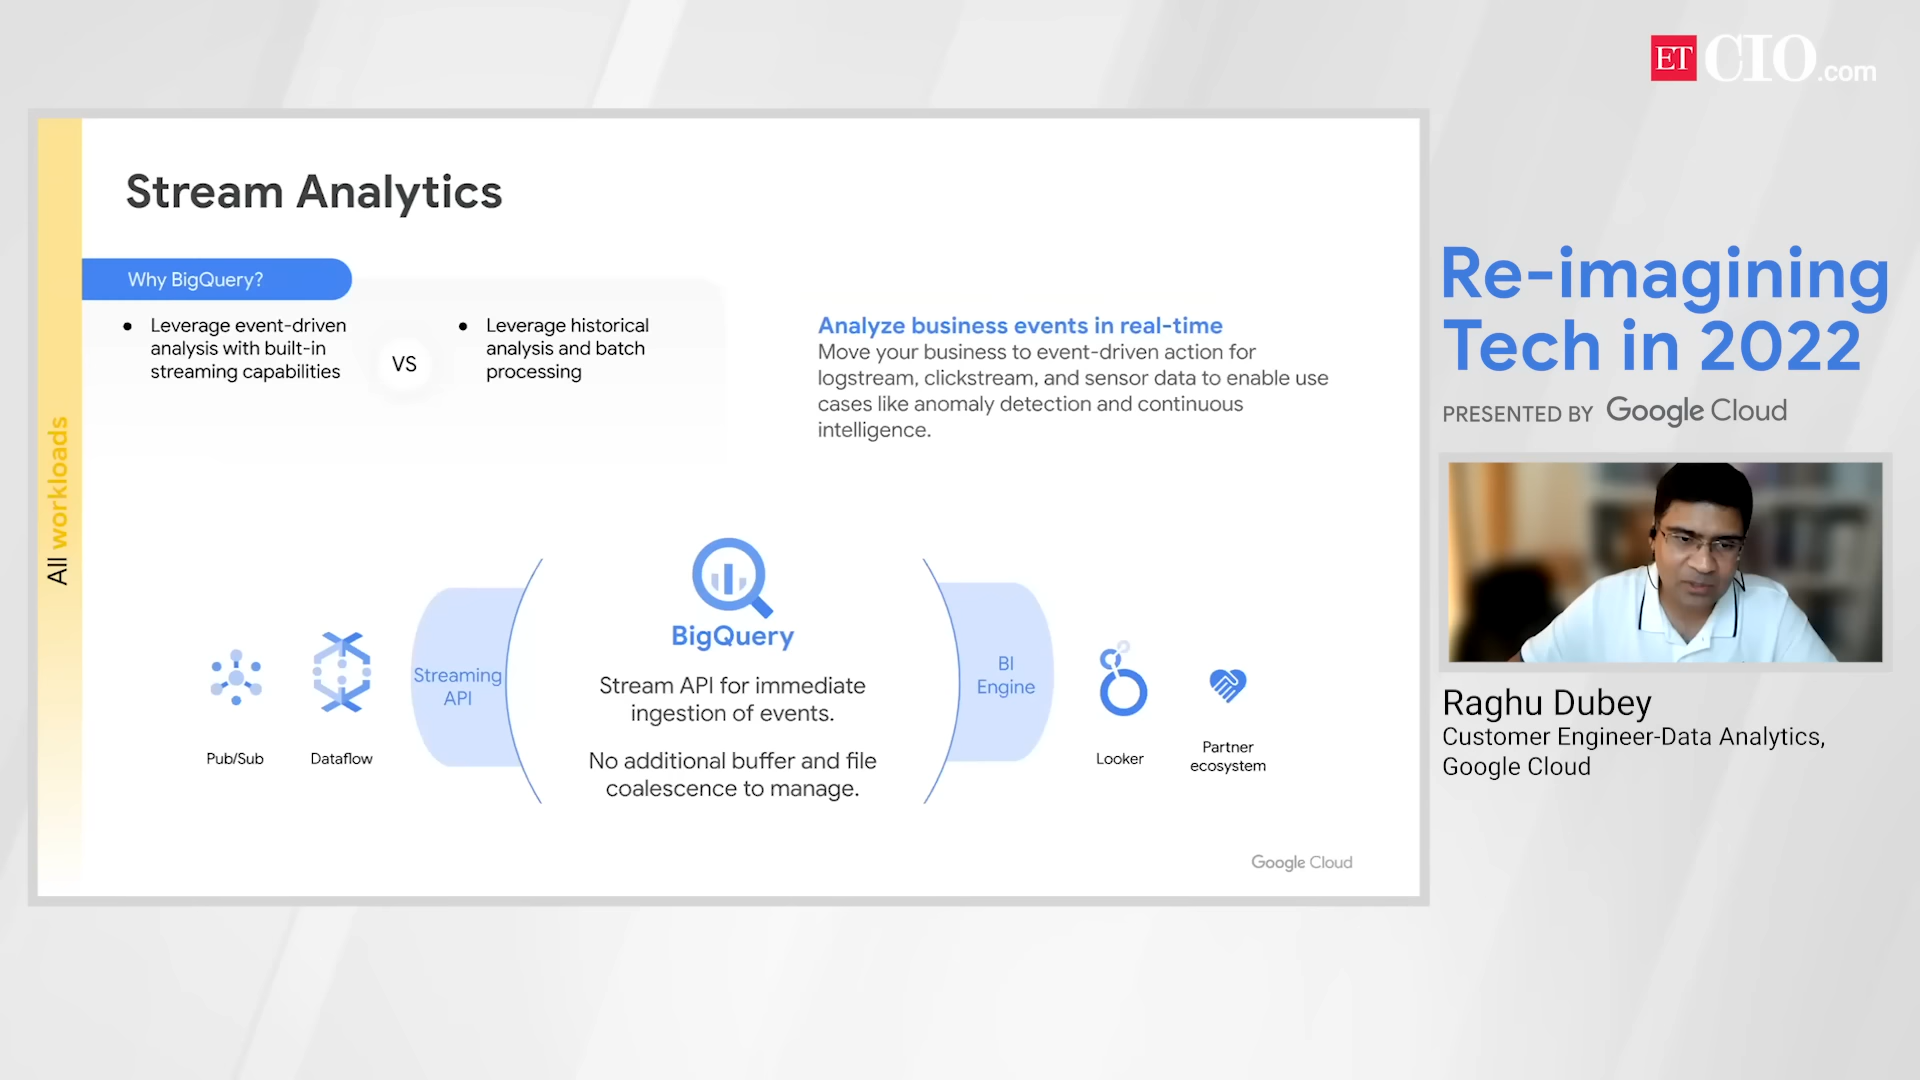 ET CIO.com
Stream Analytics
Why BigQuery?
● Leverage event-driven
analysis with built-in
streaming capabilities
VS
● Leverage historical
analysis and batch
processing
Analyze business events in real-time
Move your business to event-driven action for
logstream, clickstream, and sensor data to enable use
cases like anomaly detection and continuous
intelligence.
All workloads
Pub/Sub
Dataflow
Streaming
API
BigQuery
Stream API for immediate
ingestion of events.
No additional buffer and file
coalescence to manage.
BI
Engine
Looker
Partner
ecosystem
Google Cloud
Re-imagining
Tech in 2022
PRESENTED BY Google Cloud
Raghu Dubey
Customer Engineer-Data Analytics,
Google Cloud